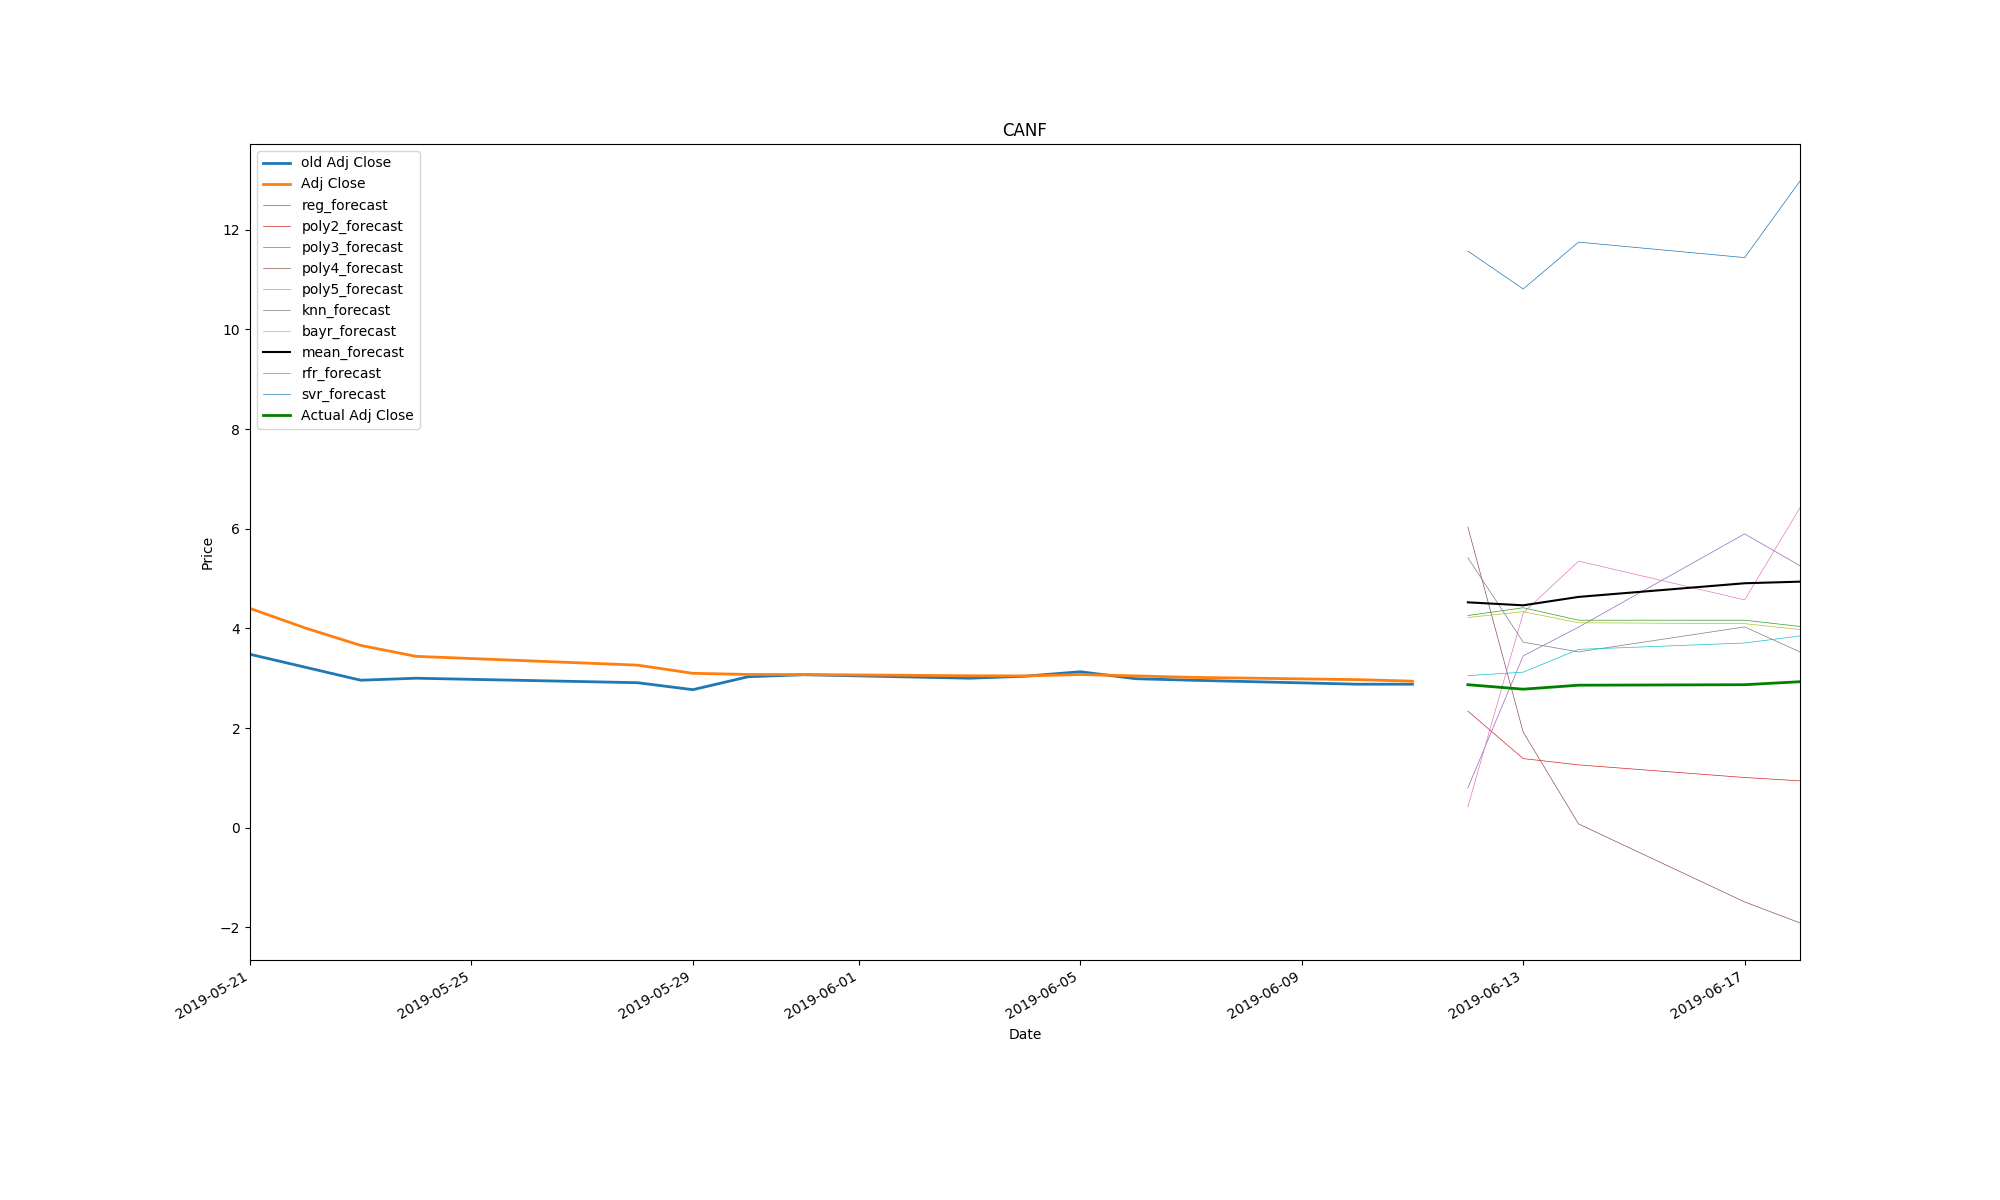 CANF
old Adj Close
Adj Close
reg_forecast
poly2_forecast
poly3_forecast
poly4_forecast
poly5_forecast
knn_forecast
bayr_forecast
mean_forecast
rfr_forecast
svr_forecast
Actual Adj Close
12
10
8
6
4
2
0
−2
Price
2019-05-21
2019-05-25
2019-05-29
2019-06-01
2019-06-05
2019-06-09
2019-06-13
2019-06-17
Date